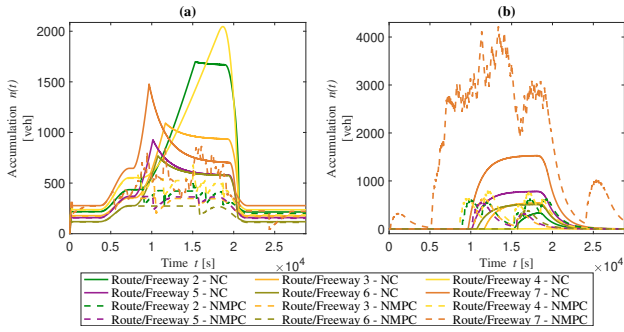 (a)
(b)
Accumulation n(t)
[veh]
2000
1500
1000
500
0
0
0.5
1
1.5
2
2.5
Time t [s]
×10⁴
Accumulation n(t)
[veh]
4000
3000
2000
1000
0
0
0.5
1
1.5
2
2.5
Time t [s]
×10⁴
Route/Freeway 2 - NC
Route/Freeway 3 - NC
Route/Freeway 4 - NC
Route/Freeway 5 - NC
Route/Freeway 6 - NC
Route/Freeway 7 - NC
Route/Freeway 2 - NMPC
Route/Freeway 3 - NMPC
Route/Freeway 4 - NMPC
Route/Freeway 5 - NMPC
Route/Freeway 6 - NMPC
Route/Freeway 7 - NMPC